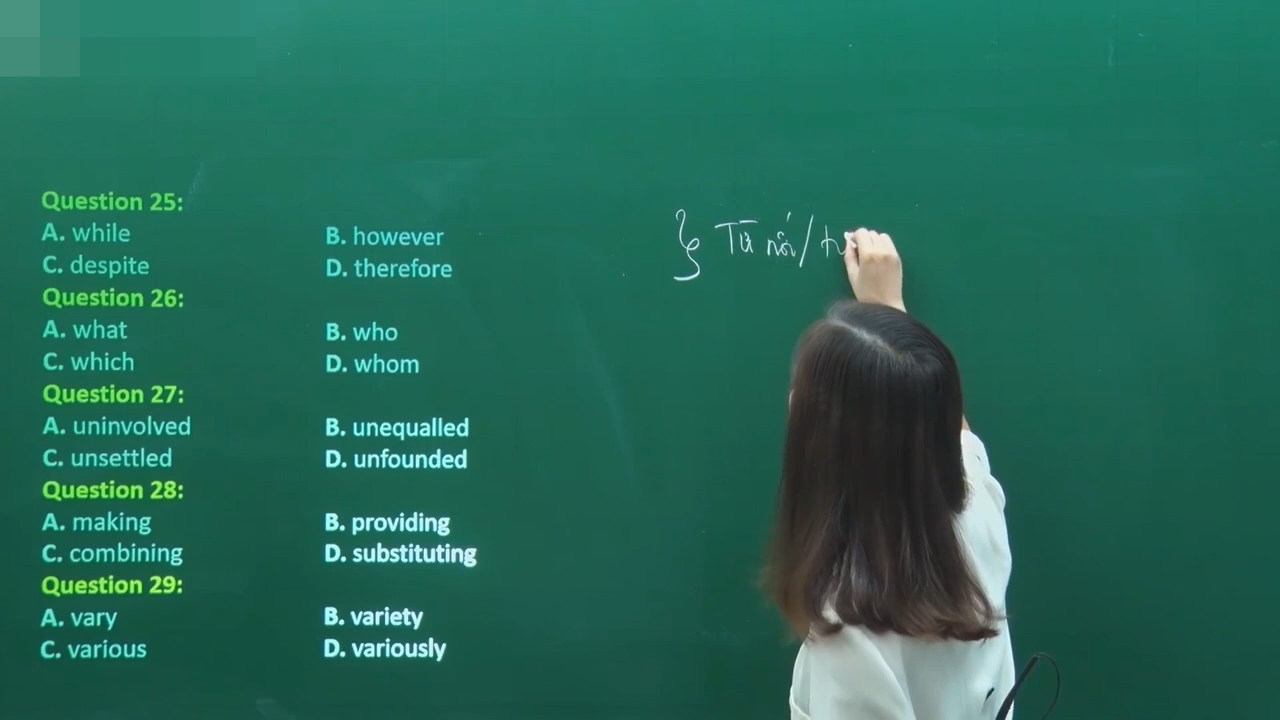 Question 25:
A. while B. however
C. despite D. therefore
Question 26:
A. what B. who
C. which D. whom
Question 27:
A. uninvolved B. unequalled
C. unsettled D. unfounded
Question 28:
A. making B. providing
C. combining D. substituting
Question 29:
A. vary B. variety
C. various D. variously
Từ nối/